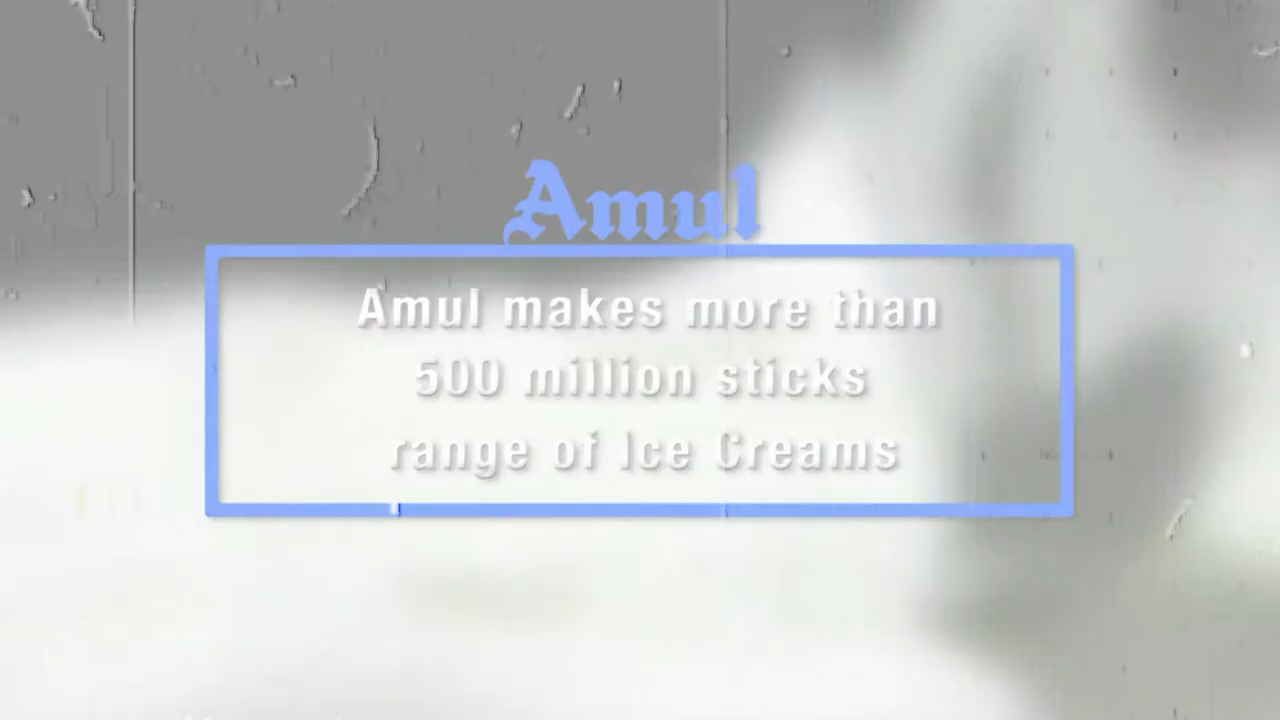 Amul
Amul makes more than
500 million sticks
range of Ice Creams